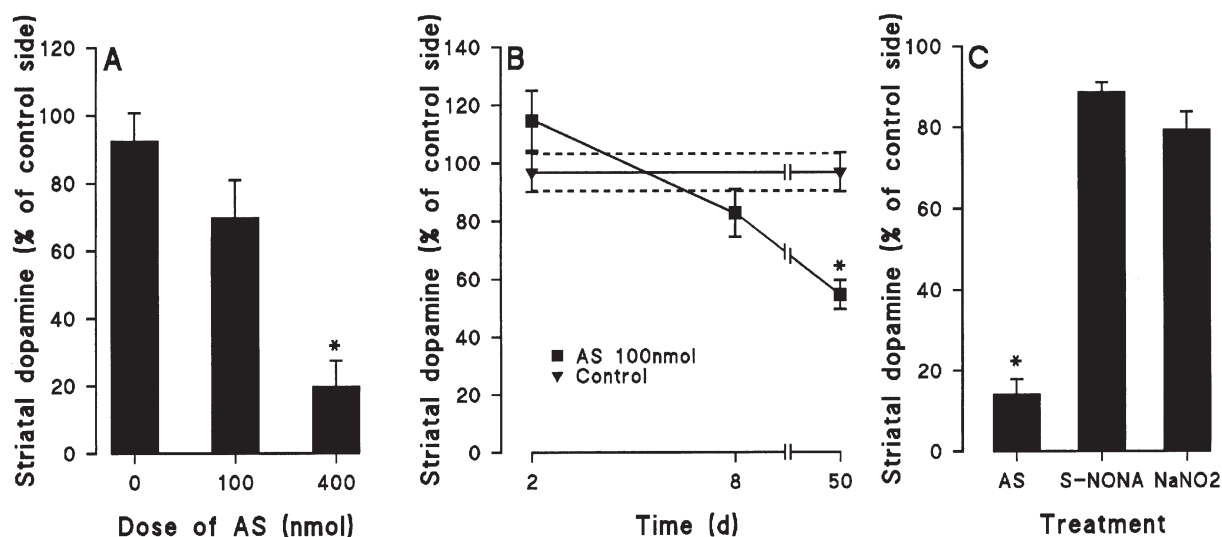 A
Striatal dopamine (% of control side)
120
100
80
60
40
20
0
*
0 100 400
Dose of AS (nmol)
B
Striatal dopamine (% of control side)
140
120
100
80
60
40
20
0
*
AS 100nmol
Control
2 8 50
Time (d)
C
Striatal dopamine (% of control side)
100
80
60
40
20
0
*
AS S-NONA NaNO2
Treatment